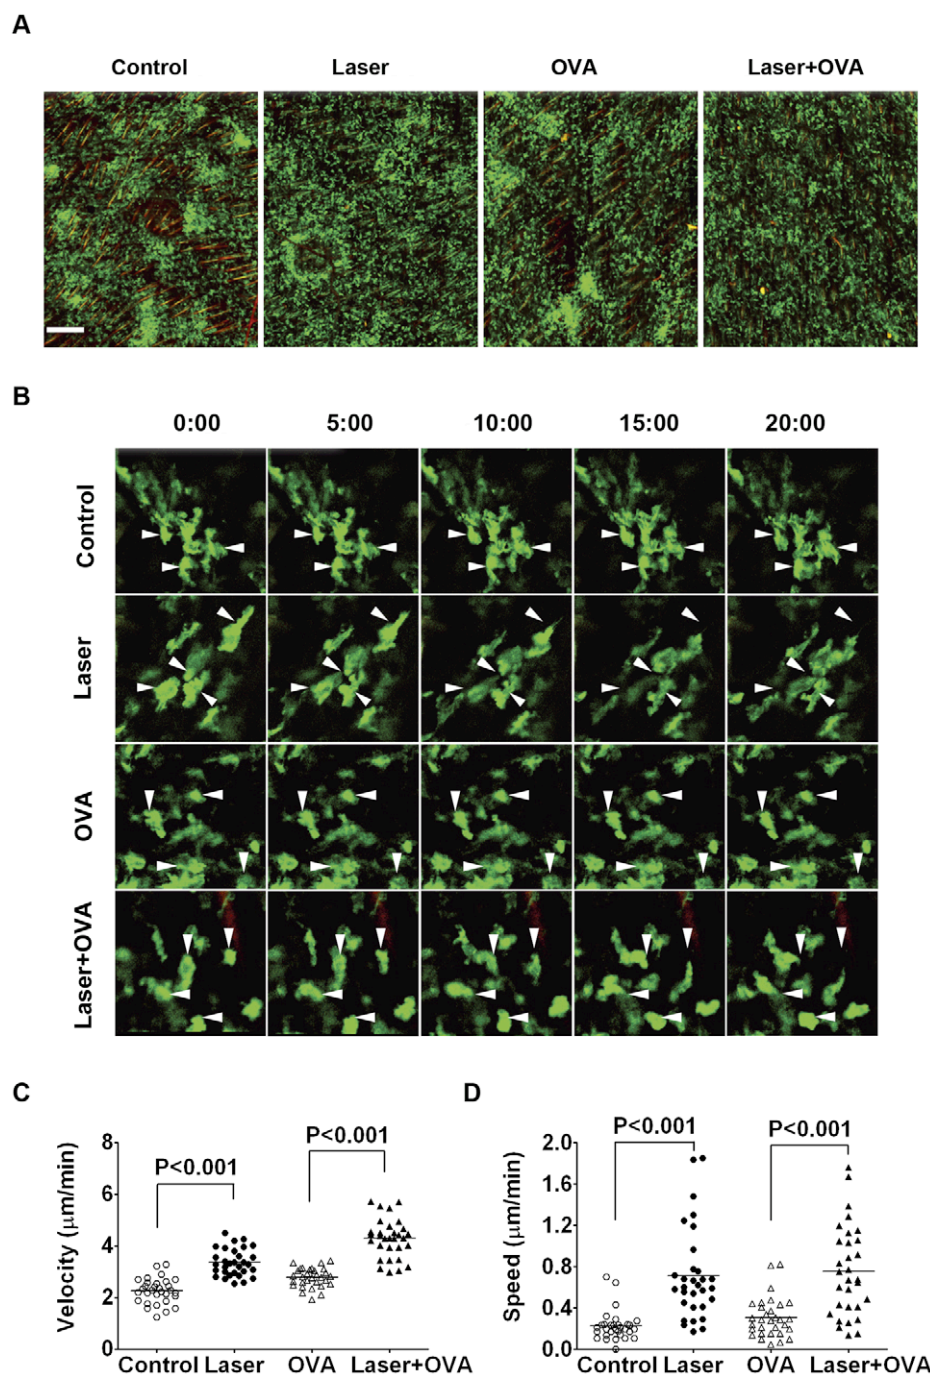 A
Control Laser OVA Laser+OVA
B
0:00 5:00 10:00 15:00 20:00
Control
Laser
OVA
Laser+OVA
C
Velocity (μm/min)
8
6
4
2
0
P<0.001
P<0.001
Control Laser OVA Laser+OVA
D
Speed (μm/min)
2.0
1.6
1.2
0.8
0.4
0.0
P<0.001
P<0.001
Control Laser OVA Laser+OVA